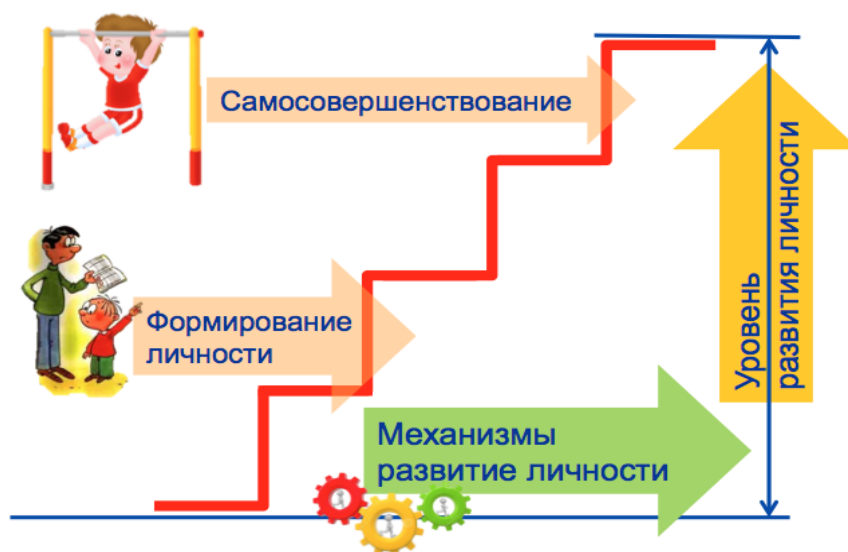 Самосовершенствование
Формирование
личности
Механизмы
развитие личности
Уровень
развития личности